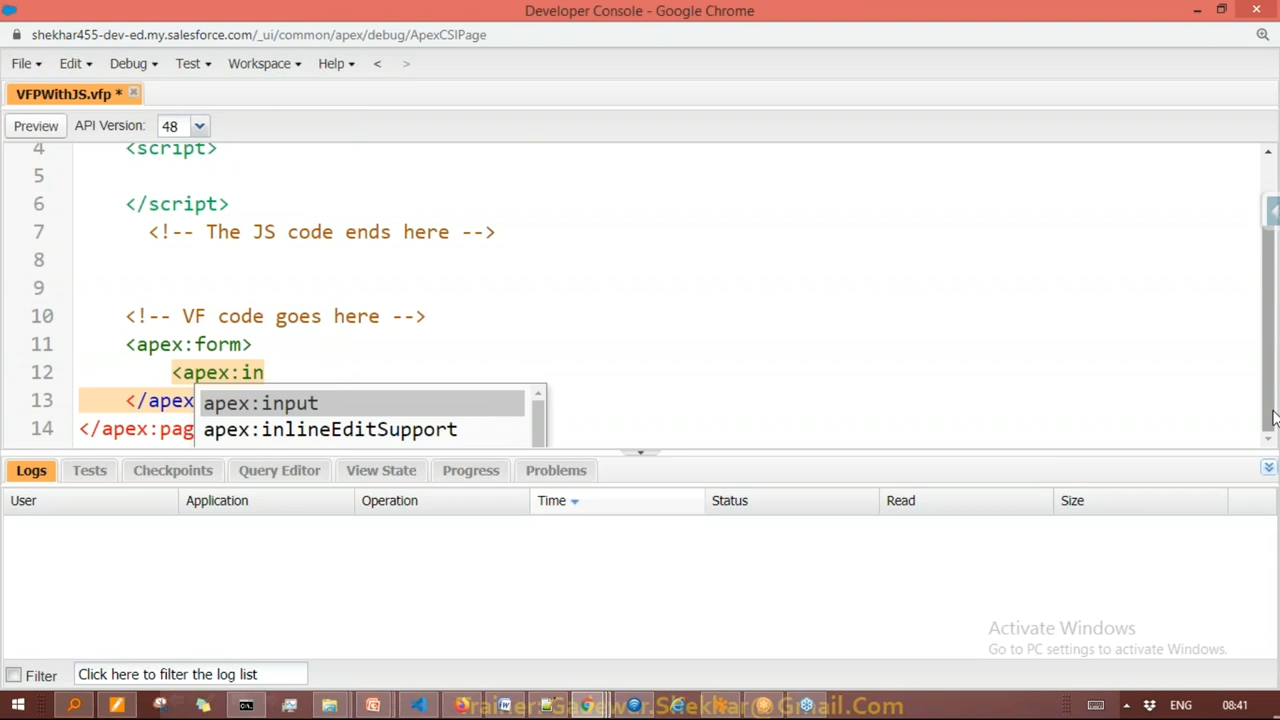 Developer Console - Google Chrome
shekhar455-dev-ed.my.salesforce.com/_ui/common/apex/debug/ApexCSIPage
File Edit Debug Test Workspace Help < >
VFPWithJS.vfp *
Preview API Version: 48
4 <script>
5
6 </script>
7 <!-- The JS code ends here -->
8
9
10 <!-- VF code goes here -->
11 <apex:form>
12 <apex:in
13 </apex
apex:input
14 </apex:pag
apex:inlineEditSupport
Logs Tests Checkpoints Query Editor View State Progress Problems
User Application Operation Time Status Read Size
Activate Windows
Go to PC settings to activate Windows.
Filter Click here to filter the log list
@Gmail.Com
ENG 08:41